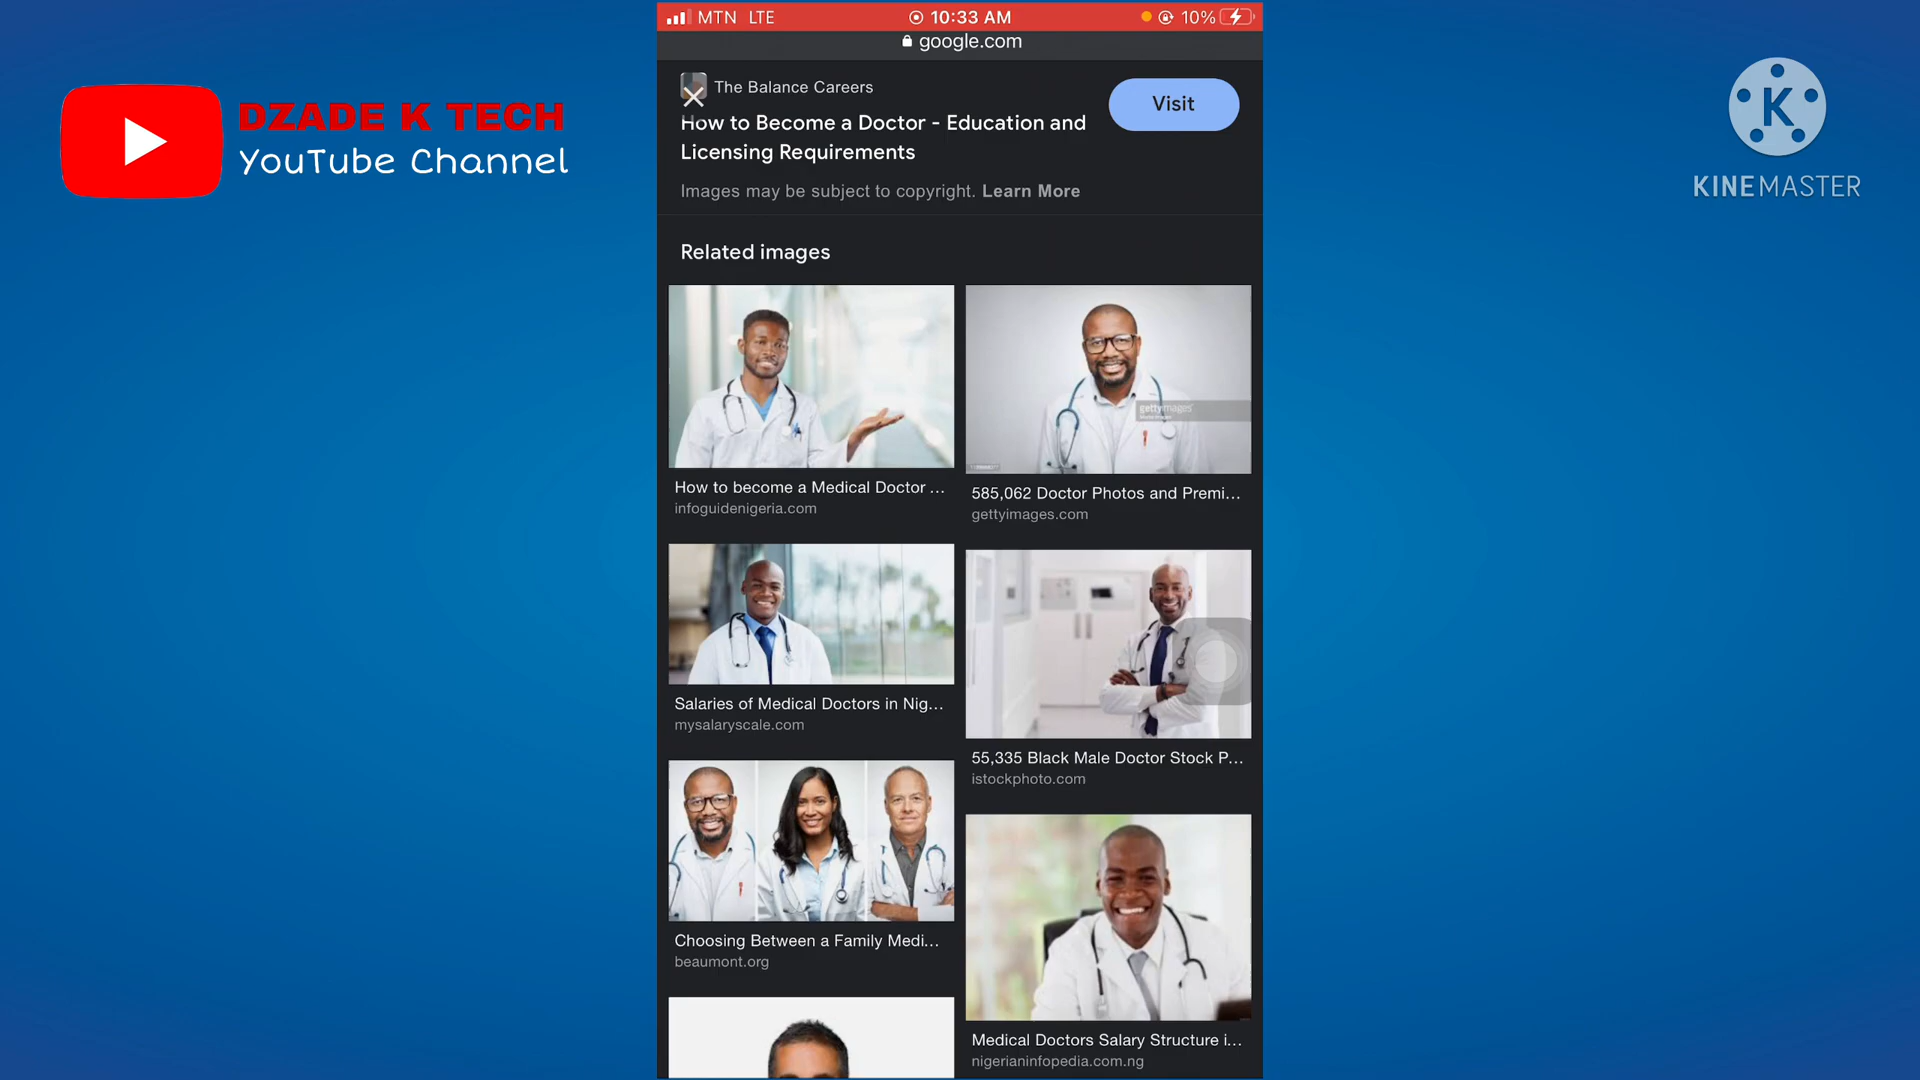 DZADE K TECH
YouTube Channel
MTN LTE
10:33 AM
10%
google.com
The Balance Careers
How to Become a Doctor - Education and
Licensing Requirements
Visit
Images may be subject to copyright. Learn More
Related images
How to become a Medical Doctor ...
infoguidenigeria.com
gettyimages
585,062 Doctor Photos and Premi...
gettyimages.com
Salaries of Medical Doctors in Nig...
mysalaryscale.com
55,335 Black Male Doctor Stock P...
istockphoto.com
Choosing Between a Family Medi...
beaumont.org
Medical Doctors Salary Structure i...
nigerianinfopedia.com.ng
K
KINEMASTER